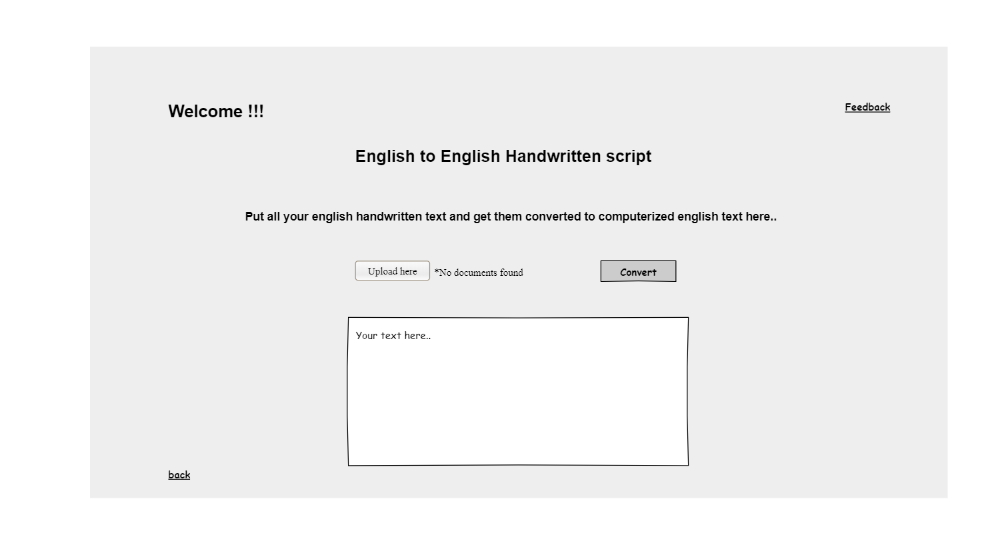 Welcome !!!
Feedback
English to English Handwritten script
Put all your english handwritten text and get them converted to computerized english text here..
Upload here *No documents found
Convert
Your text here..
back